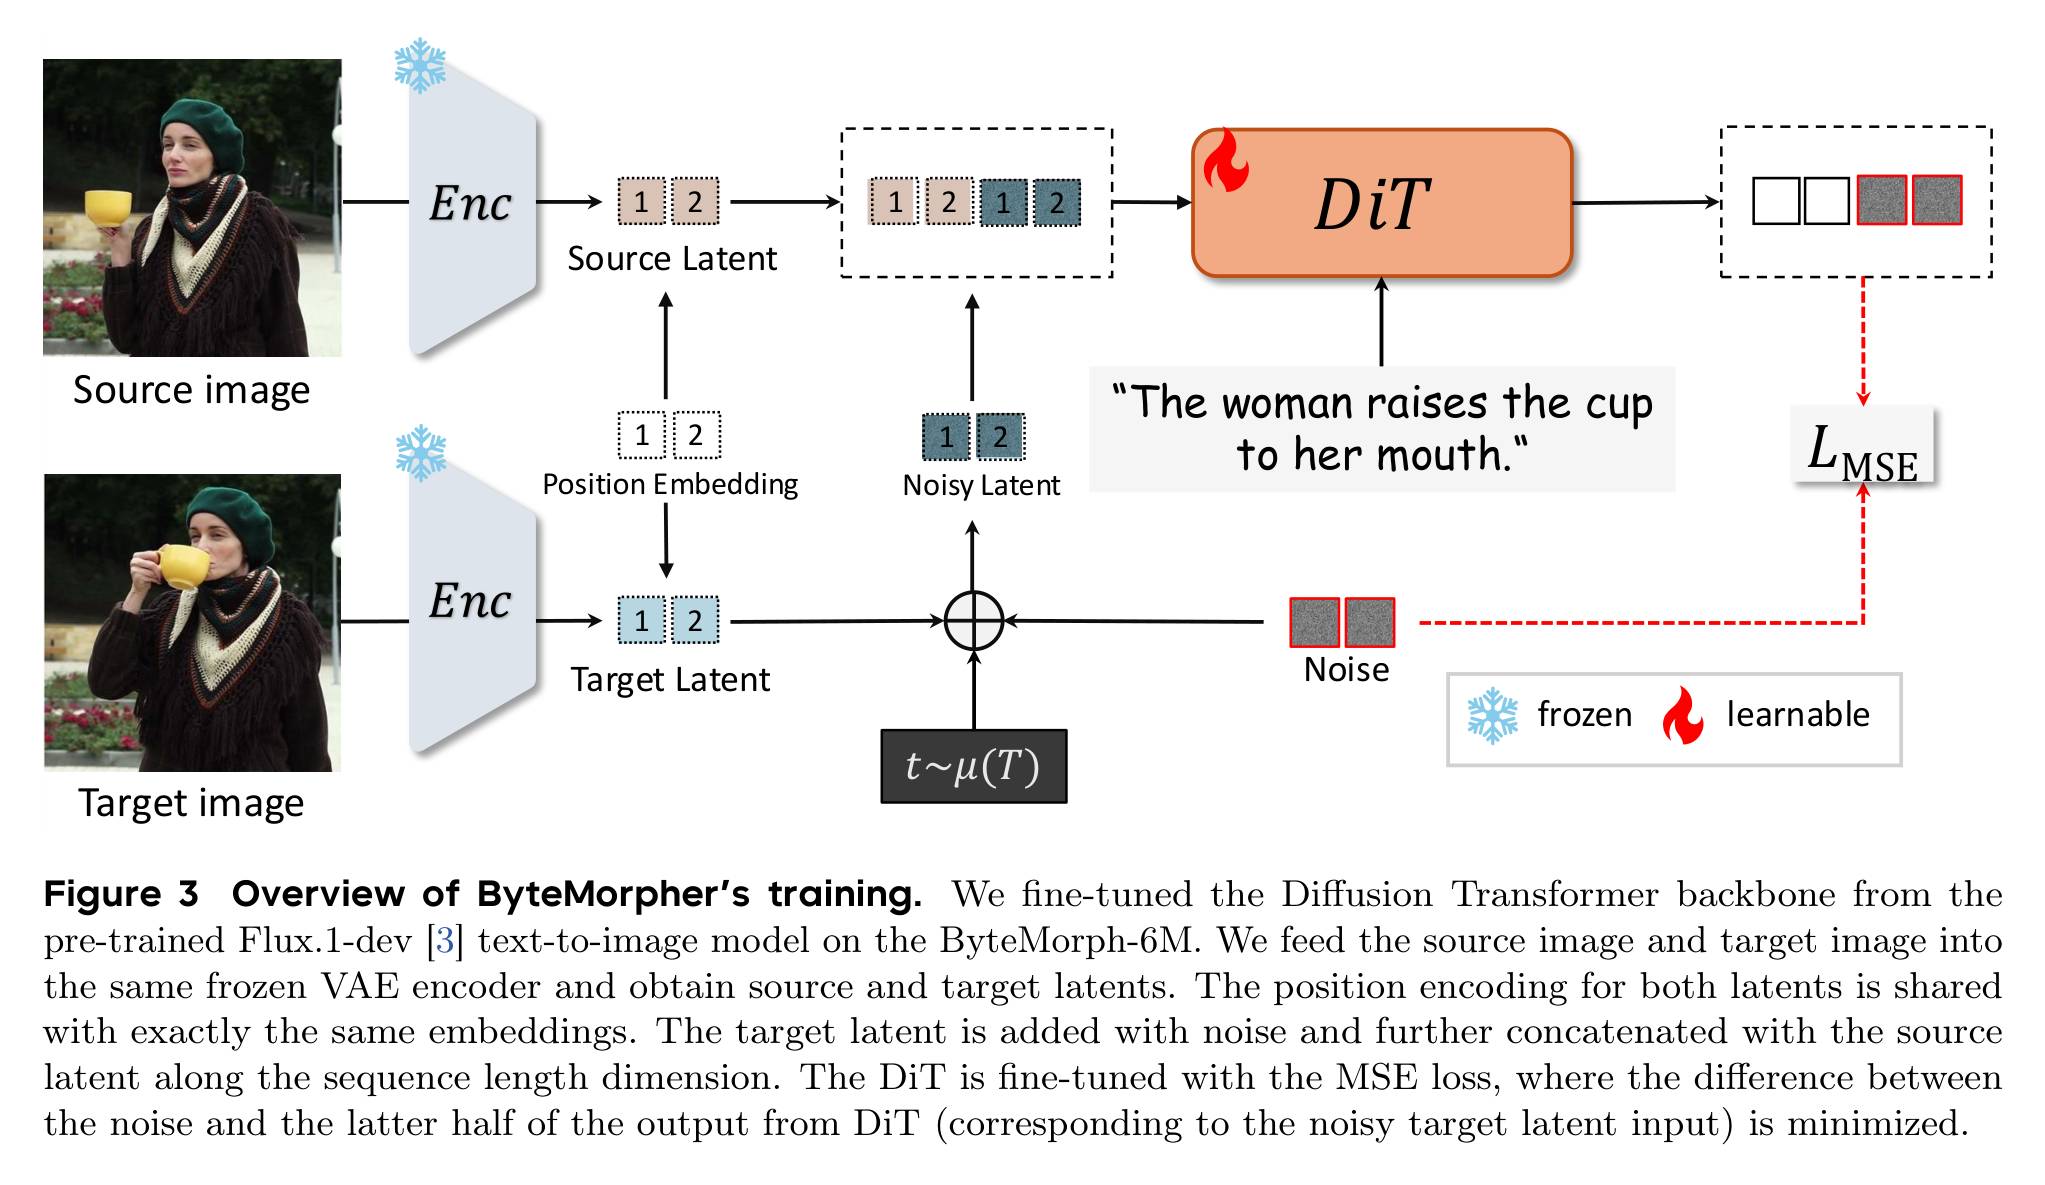 Enc
1 2
Source Latent
1 2 1 2
DiT
Source image
1 2
Position Embedding
1 2
Noisy Latent
“The woman raises the cup
to her mouth.“
L_MSE
Enc
1 2
Target Latent
Noise
t~μ(T)
frozen
learnable
Target image
Figure 3 Overview of ByteMorpher’s training. We fine-tuned the Diffusion Transformer backbone from the
pre-trained Flux.1-dev [3] text-to-image model on the ByteMorph-6M. We feed the source image and target image into
the same frozen VAE encoder and obtain source and target latents. The position encoding for both latents is shared
with exactly the same embeddings. The target latent is added with noise and further concatenated with the source
latent along the sequence length dimension. The DiT is fine-tuned with the MSE loss, where the difference between
the noise and the latter half of the output from DiT (corresponding to the noisy target latent input) is minimized.